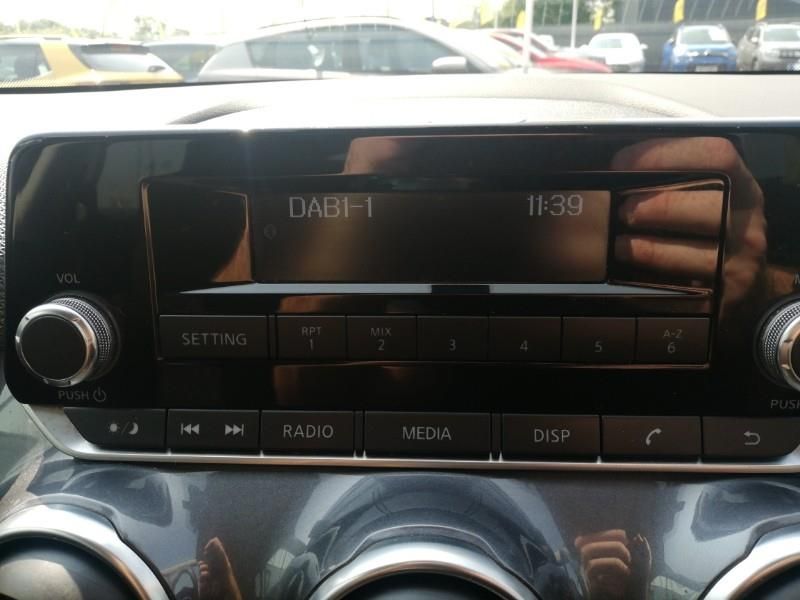 DAB1-1 11:39
VOL
SETTING RPT 1 MIX 2 3 4 5 A-Z 6
PUSH PUSH
RADIO MEDIA DISP